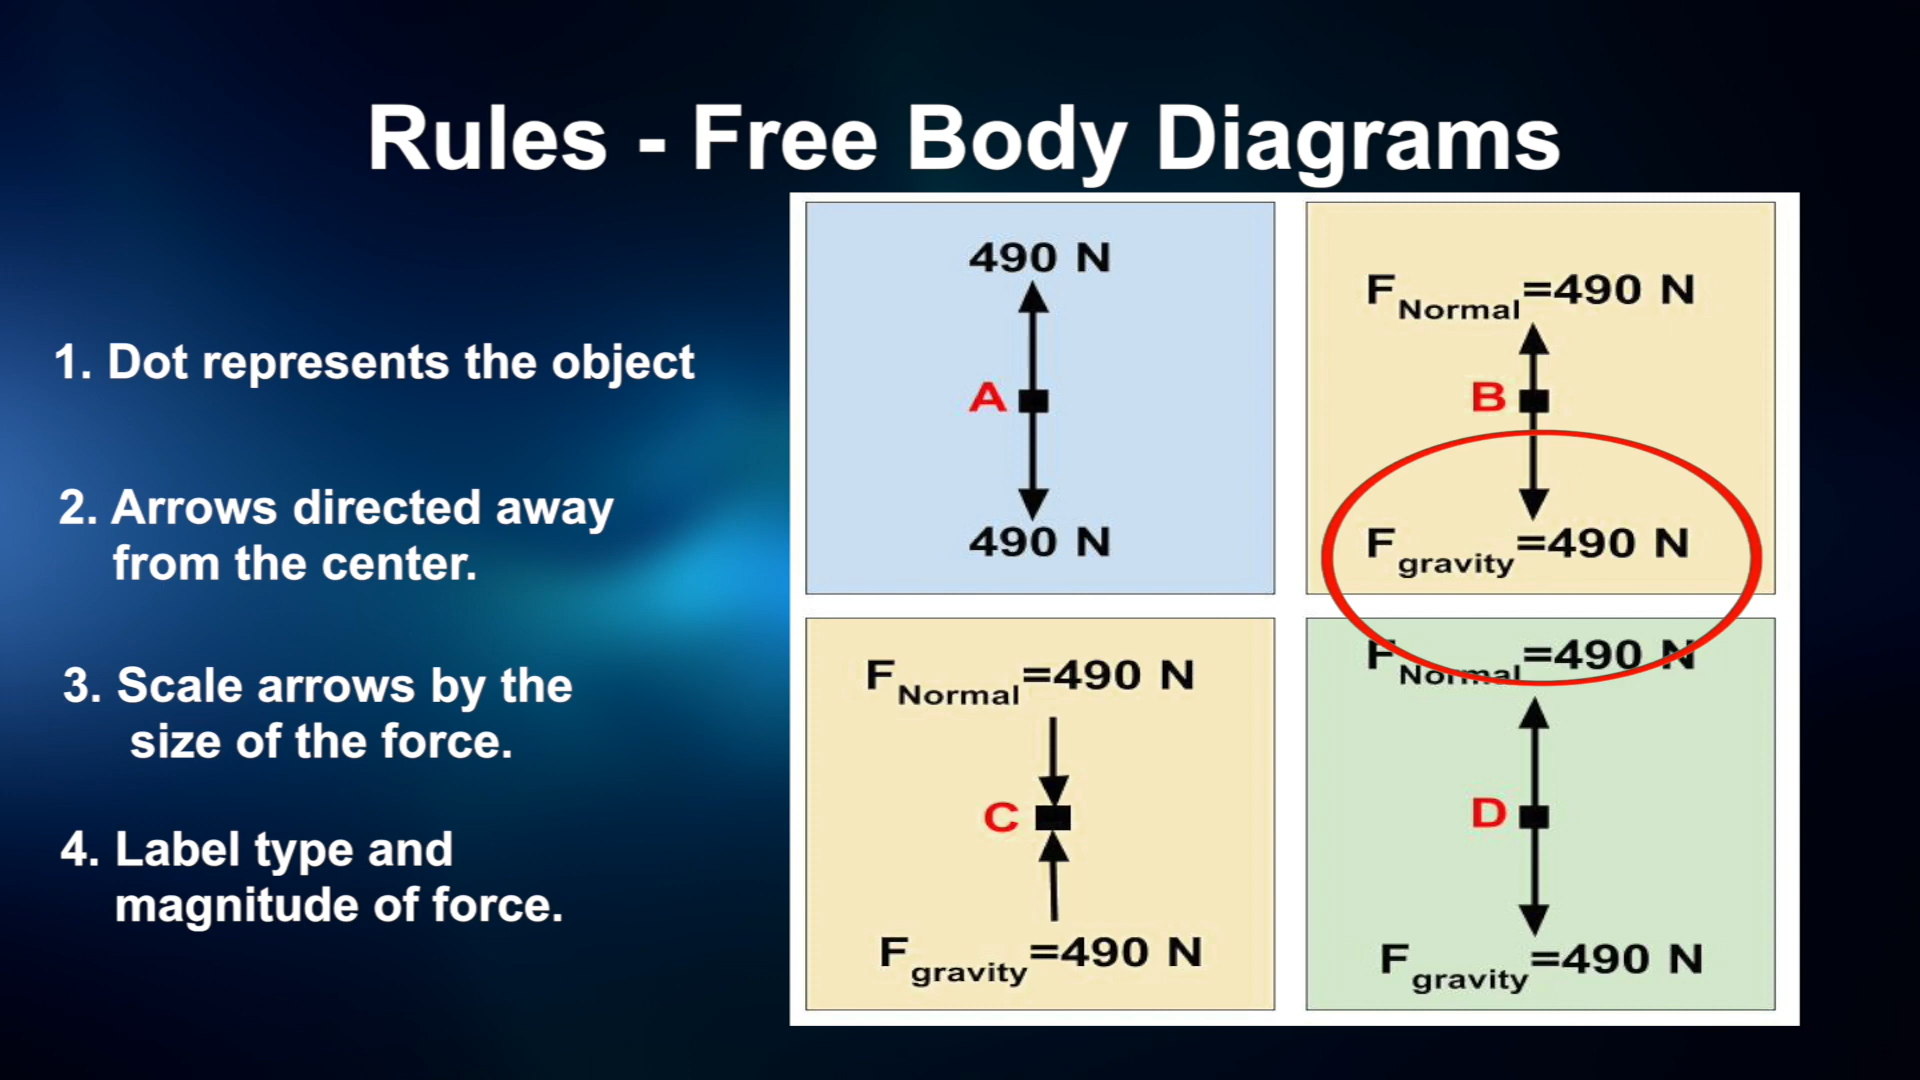 Rules - Free Body Diagrams
1. Dot represents the object
2. Arrows directed away
from the center.
3. Scale arrows by the
size of the force.
4. Label type and
magnitude of force.
490 N
A
490 N
F Normal =490 N
B
F gravity =490 N
F Normal =490 N
C
F gravity =490 N
F Normal =490 N
D
F gravity =490 N